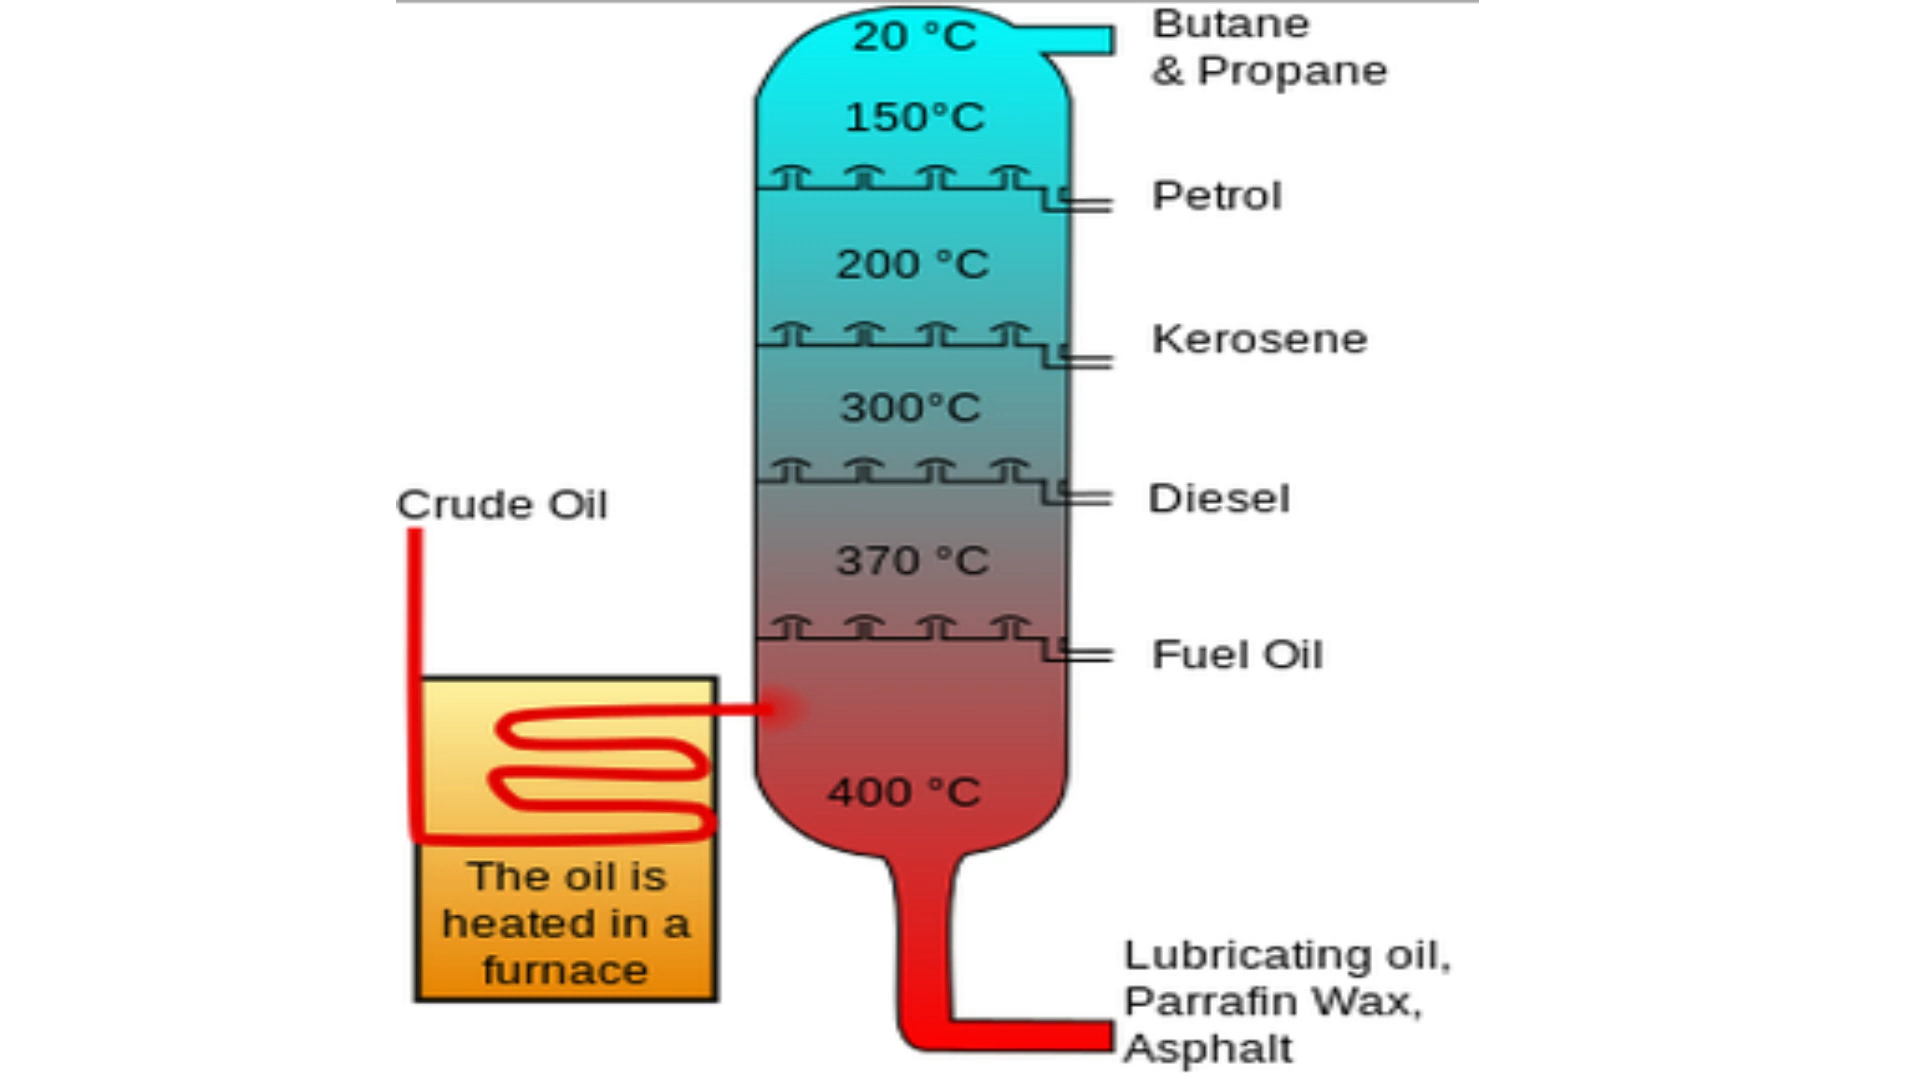 20 °C
Butane
& Propane
150°C
Petrol
200 °C
Kerosene
300°C
Diesel
Crude Oil
370 °C
Fuel Oil
400 °C
The oil is
heated in a
furnace
Lubricating oil,
Parrafin Wax,
Asphalt